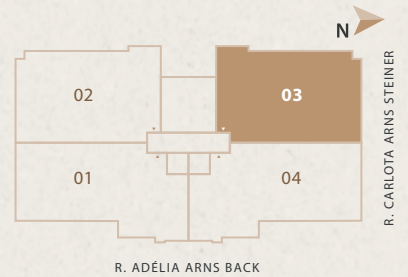 N
02
03
01
04
R. CARLOTA ARNS STEINER
R. ADÉLIA ARNS BACK